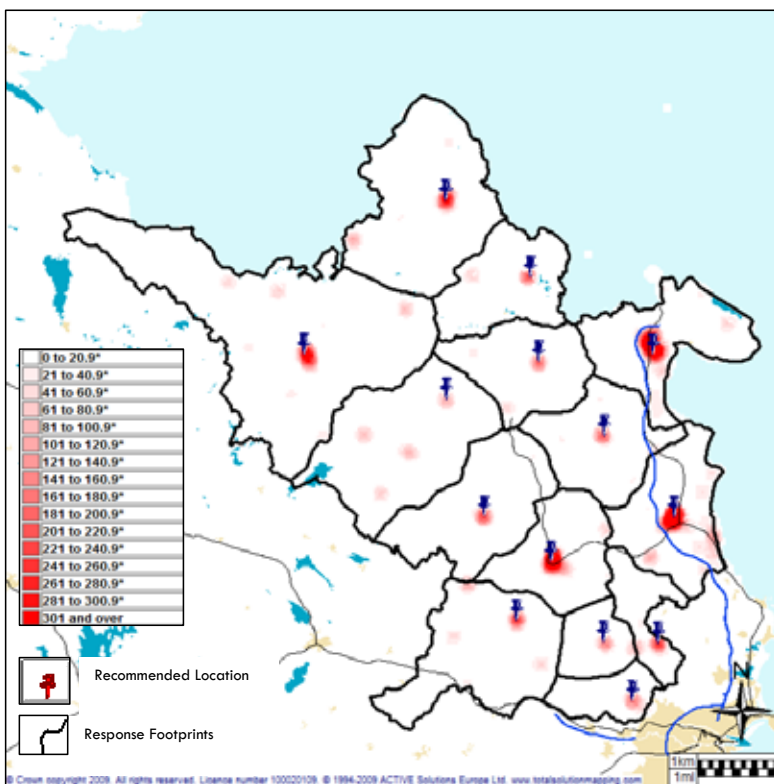 0 to 20.9*
21 to 40.9*
41 to 60.9*
61 to 80.9*
81 to 100.9*
101 to 120.9*
121 to 140.9*
141 to 160.9*
161 to 180.9*
181 to 200.9*
201 to 220.9*
221 to 240.9*
241 to 260.9*
261 to 280.9*
281 to 300.9*
301 and over
Recommended Location
Response Footprints
N
1km
1mi
© Crown copyright 2009. All rights reserved. Licence number 100020109. © 1994-2009 ACTIVE Solutions Europe Ltd. www.totalsolutionmapping.com